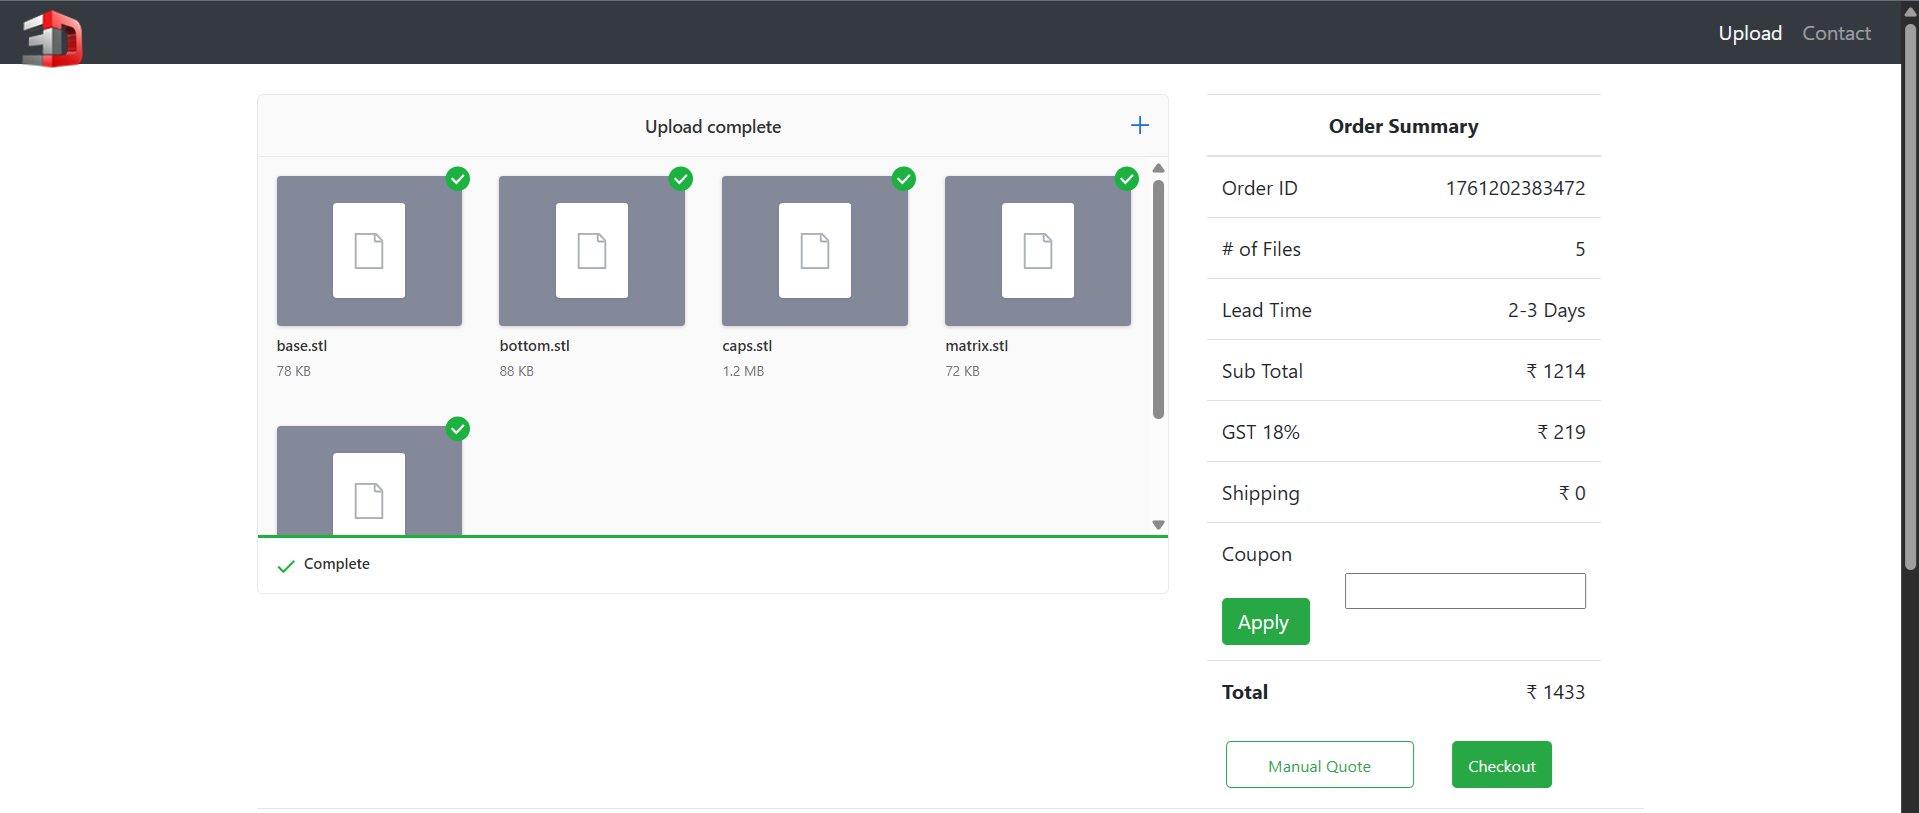 3D
Upload Contact
Upload complete
base.stl
78 KB
bottom.stl
88 KB
caps.stl
1.2 MB
matrix.stl
72 KB
Complete
Order Summary
Order ID 1761202383472
# of Files 5
Lead Time 2-3 Days
Sub Total ₹ 1214
GST 18% ₹ 219
Shipping ₹ 0
Coupon
Apply
Total ₹ 1433
Manual Quote Checkout